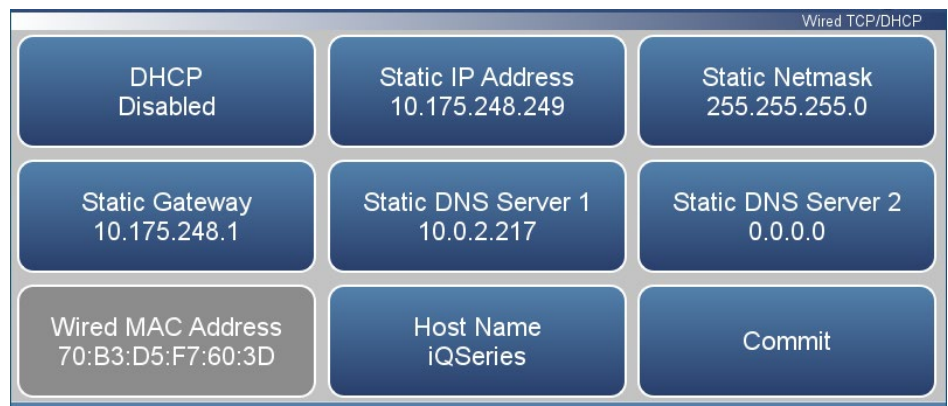 Wired TCP/DHCP
DHCP
Disabled
Static IP Address
10.175.248.249
Static Netmask
255.255.255.0
Static Gateway
10.175.248.1
Static DNS Server 1
10.0.2.217
Static DNS Server 2
0.0.0.0
Wired MAC Address
70:B3:D5:F7:60:3D
Host Name
iQSeries
Commit